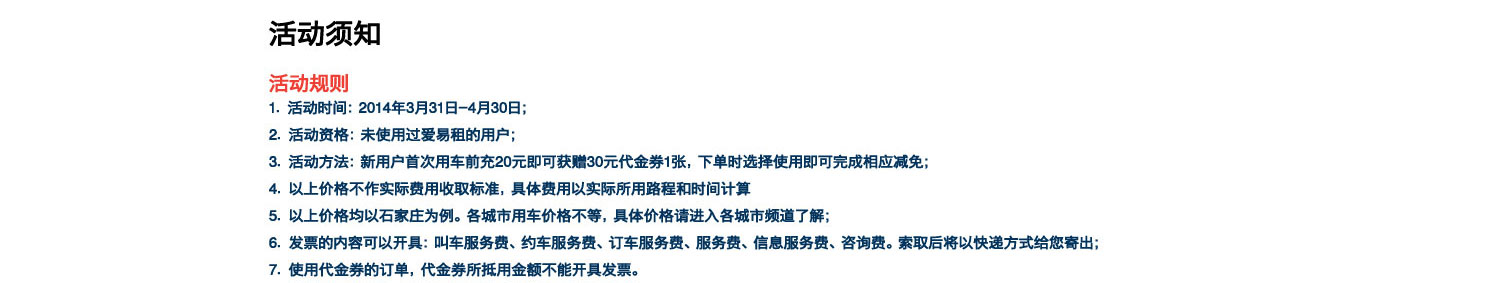 活动须知
活动规则
1. 活动时间：2014年3月31日-4月30日；
2. 活动资格：未使用过爱易租的用户；
3. 活动方法：新用户首次用车前充20元即可获赠30元代金券1张，下单时选择使用即可完成相应减免；
4. 以上价格不作实际费用收取标准，具体费用以实际所用路程和时间计算
5. 以上价格均以石家庄为例。各城市用车价格不等，具体价格请进入各城市频道了解；
6. 发票的内容可以开具：叫车服务费、约车服务费、订车服务费、服务费、信息服务费、咨询费。索取后将以快递方式给您寄出；
7. 使用代金券的订单，代金券所抵用金额不能开具发票。